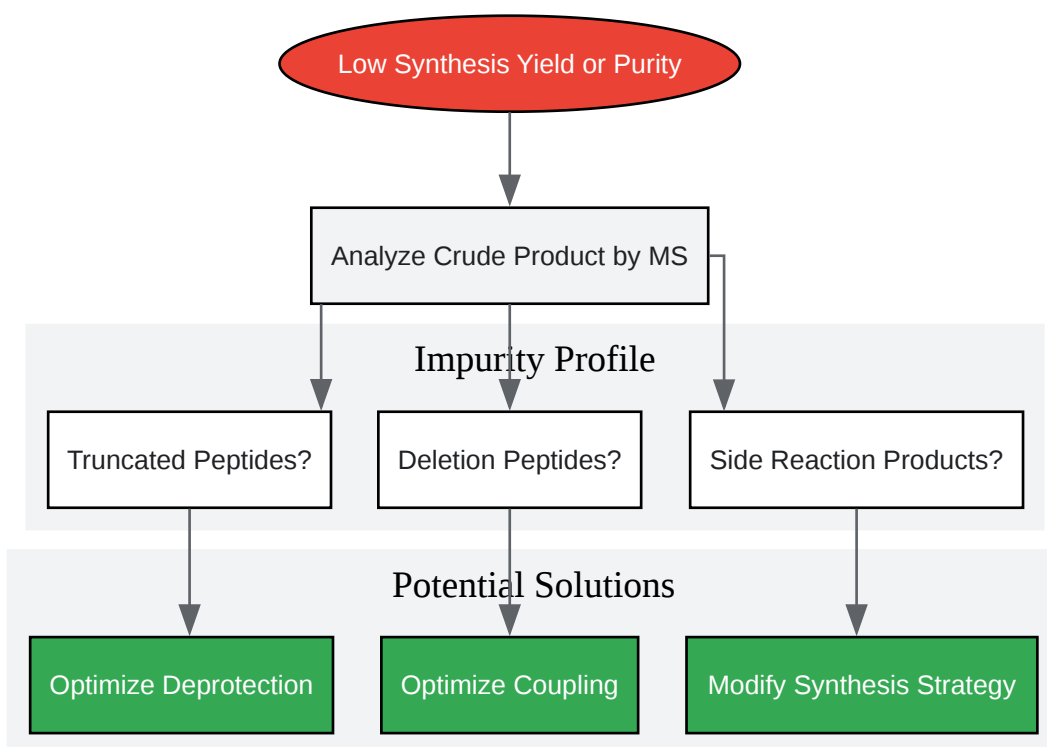 Low Synthesis Yield or Purity
Analyze Crude Product by MS
Impurity Profile
Truncated Peptides?
Deletion Peptides?
Side Reaction Products?
Potential Solutions
Optimize Deprotection
Optimize Coupling
Modify Synthesis Strategy